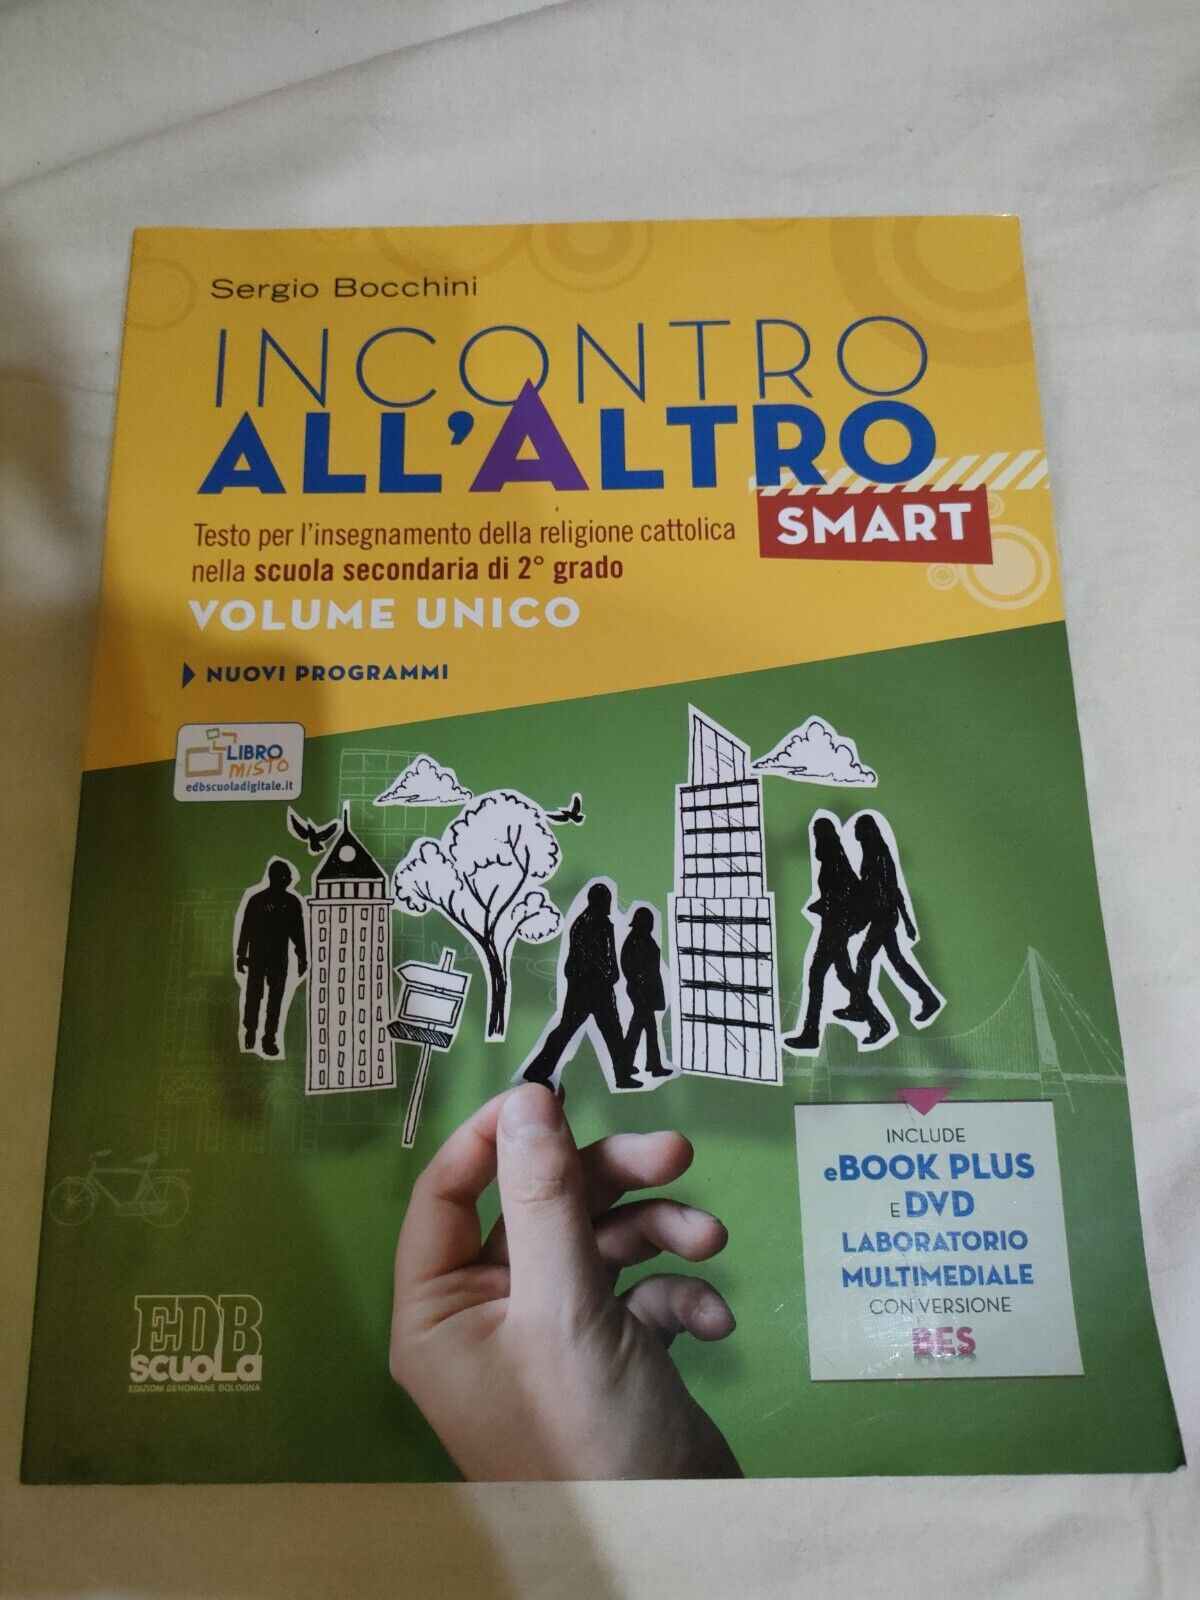 Sergio Bocchini
INCONTRO
ALL'ALTRO
SMART
Testo per l'insegnamento della religione cattolica
nella scuola secondaria di 2° grado
VOLUME UNICO
NUOVI PROGRAMMI
LIBRO
MISTO
edbscuoladigitale.it
INCLUDE
eBOOK PLUS
E DVD
LABORATORIO
MULTIMEDIALE
CON VERSIONE
BES
EDB
SCUOLA
EDIZIONI DEHONIANE BOLOGNA